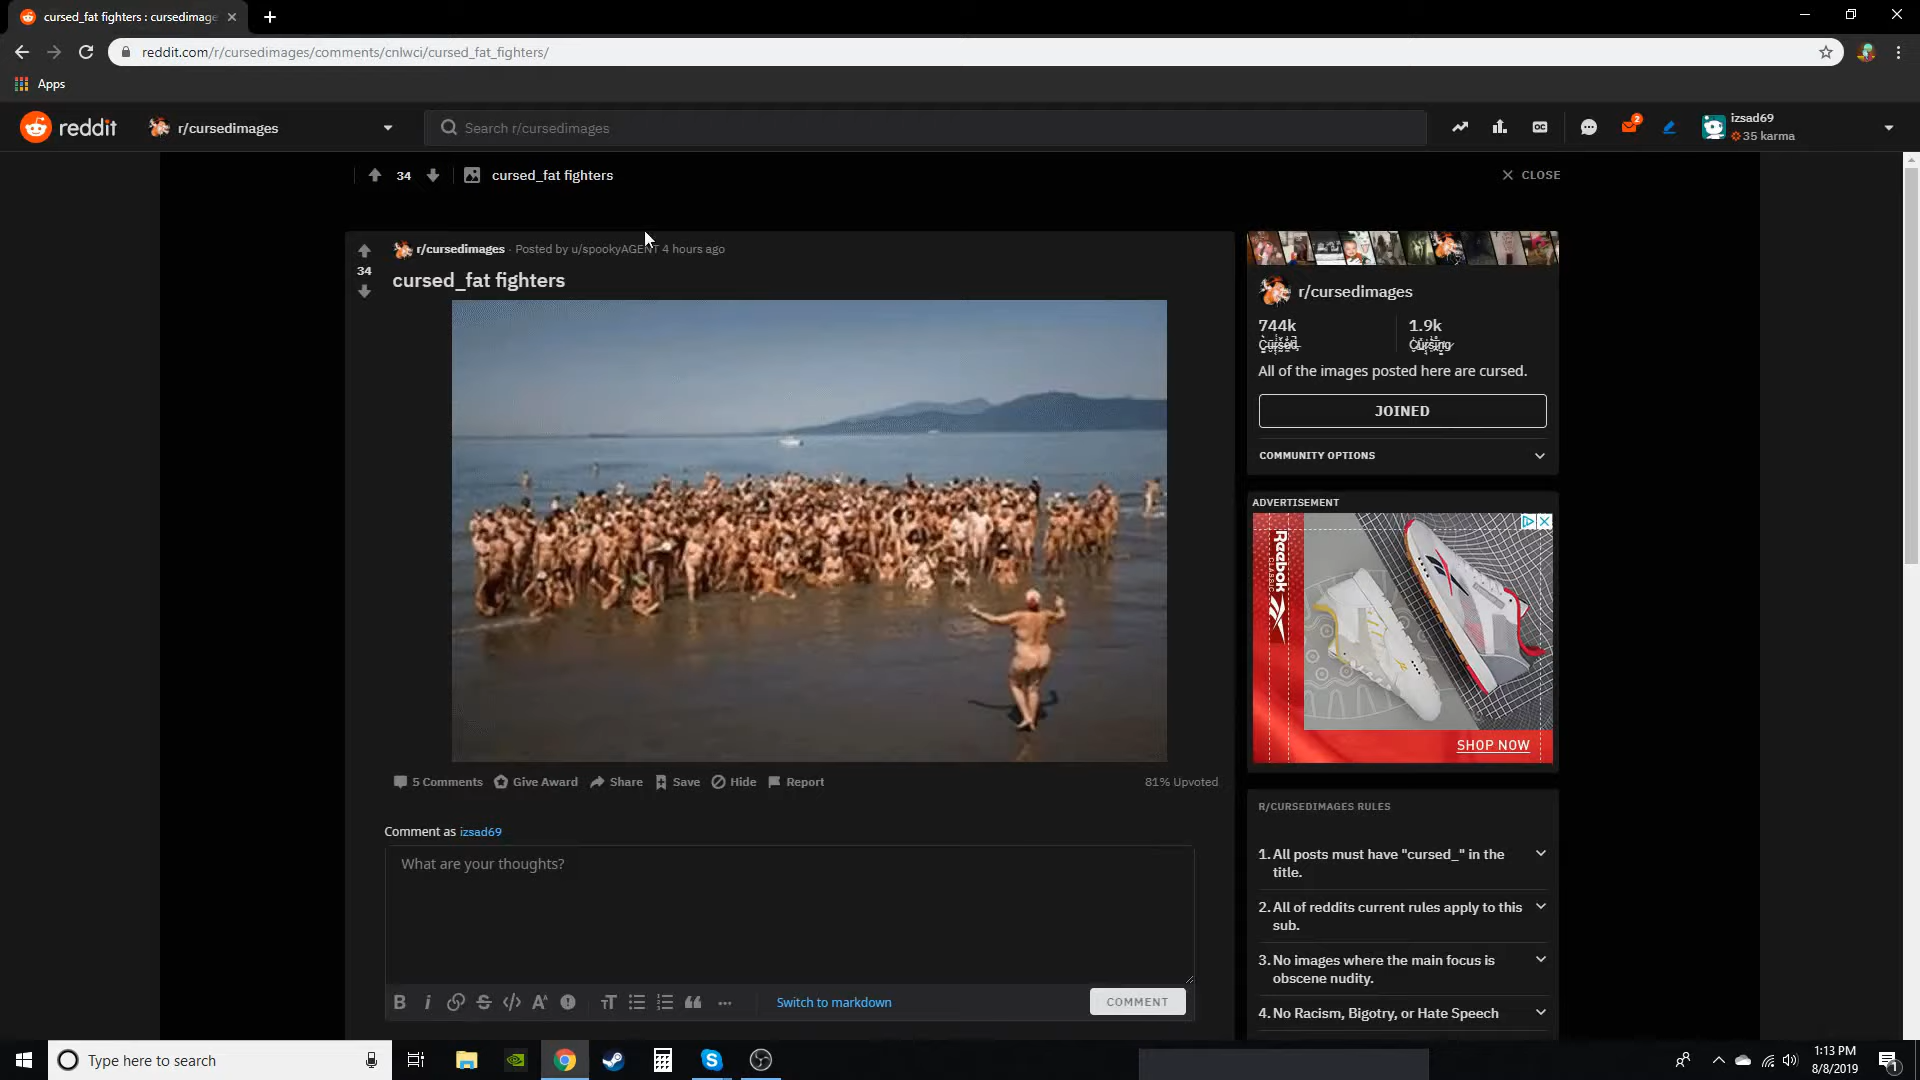 cursed_fat fighters : cursedimage
reddit.com/r/cursedimages/comments/cnlwci/cursed_fat_fighters/
Apps
reddit
r/cursedimages
Search r/cursedimages
2
izsad69
35 karma
34
cursed_fat fighters
CLOSE
r/cursedimages · Posted by u/spookyAGENT 4 hours ago
34
cursed_fat fighters
5 Comments Give Award Share Save Hide Report
81% Upvoted
Comment as izsad69
What are your thoughts?
Switch to markdown
COMMENT
r/cursedimages
744k 1.9k
Cursed Cursing
All of the images posted here are cursed.
JOINED
COMMUNITY OPTIONS
ADVERTISEMENT
Reebok
CLASSIC
SHOP NOW
R/CURSEDIMAGES RULES
1. All posts must have "cursed_" in the
title.
2. All of reddits current rules apply to this
sub.
3. No images where the main focus is
obscene nudity.
4. No Racism, Bigotry, or Hate Speech
Type here to search
1:13 PM
8/8/2019
1